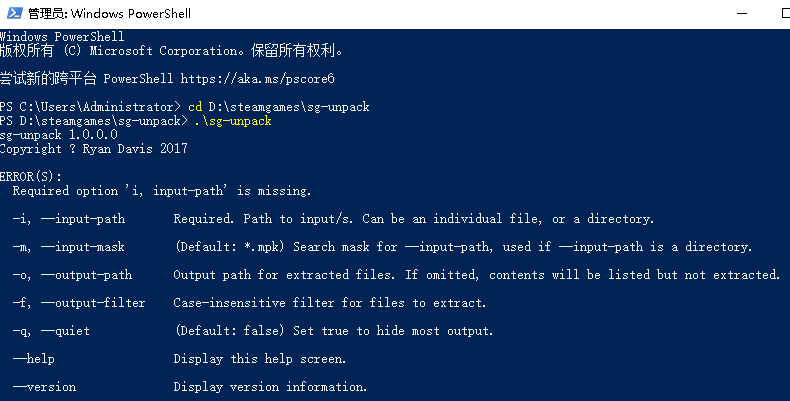 管理员: Windows PowerShell
Windows PowerShell
版权所有 (C) Microsoft Corporation。保留所有权利。
尝试新的跨平台 PowerShell https://aka.ms/pscore6
PS C:\Users\Administrator> cd D:\steamgames\sg-unpack
PS D:\steamgames\sg-unpack> .\sg-unpack
sg-unpack 1.0.0.0
Copyright ? Ryan Davis 2017
ERROR(S):
Required option 'i, input-path' is missing.
-i, --input-path Required. Path to input/s. Can be an individual file, or a directory.
-m, --input-mask (Default: *.mpk) Search mask for --input-path, used if --input-path is a directory.
-o, --output-path Output path for extracted files. If omitted, contents will be listed but not extracted.
-f, --output-filter Case-insensitive filter for files to extract.
-q, --quiet (Default: false) Set true to hide most output.
--help Display this help screen.
--version Display version information.